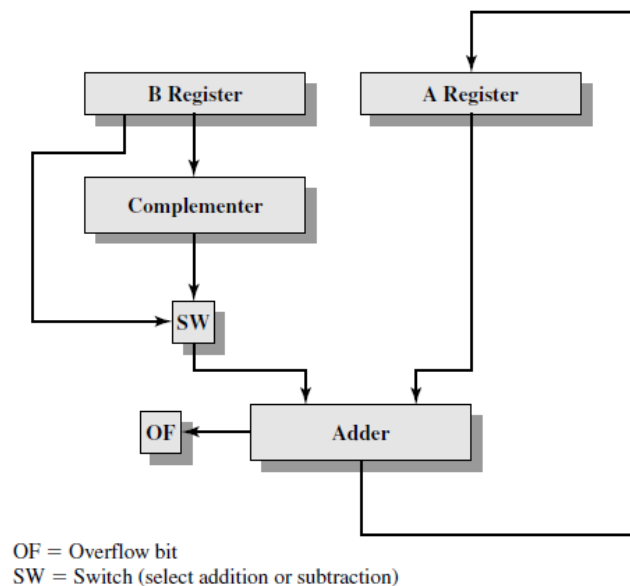 B Register
A Register
Complementer
SW
OF
Adder
OF = Overflow bit
SW = Switch (select addition or subtraction)